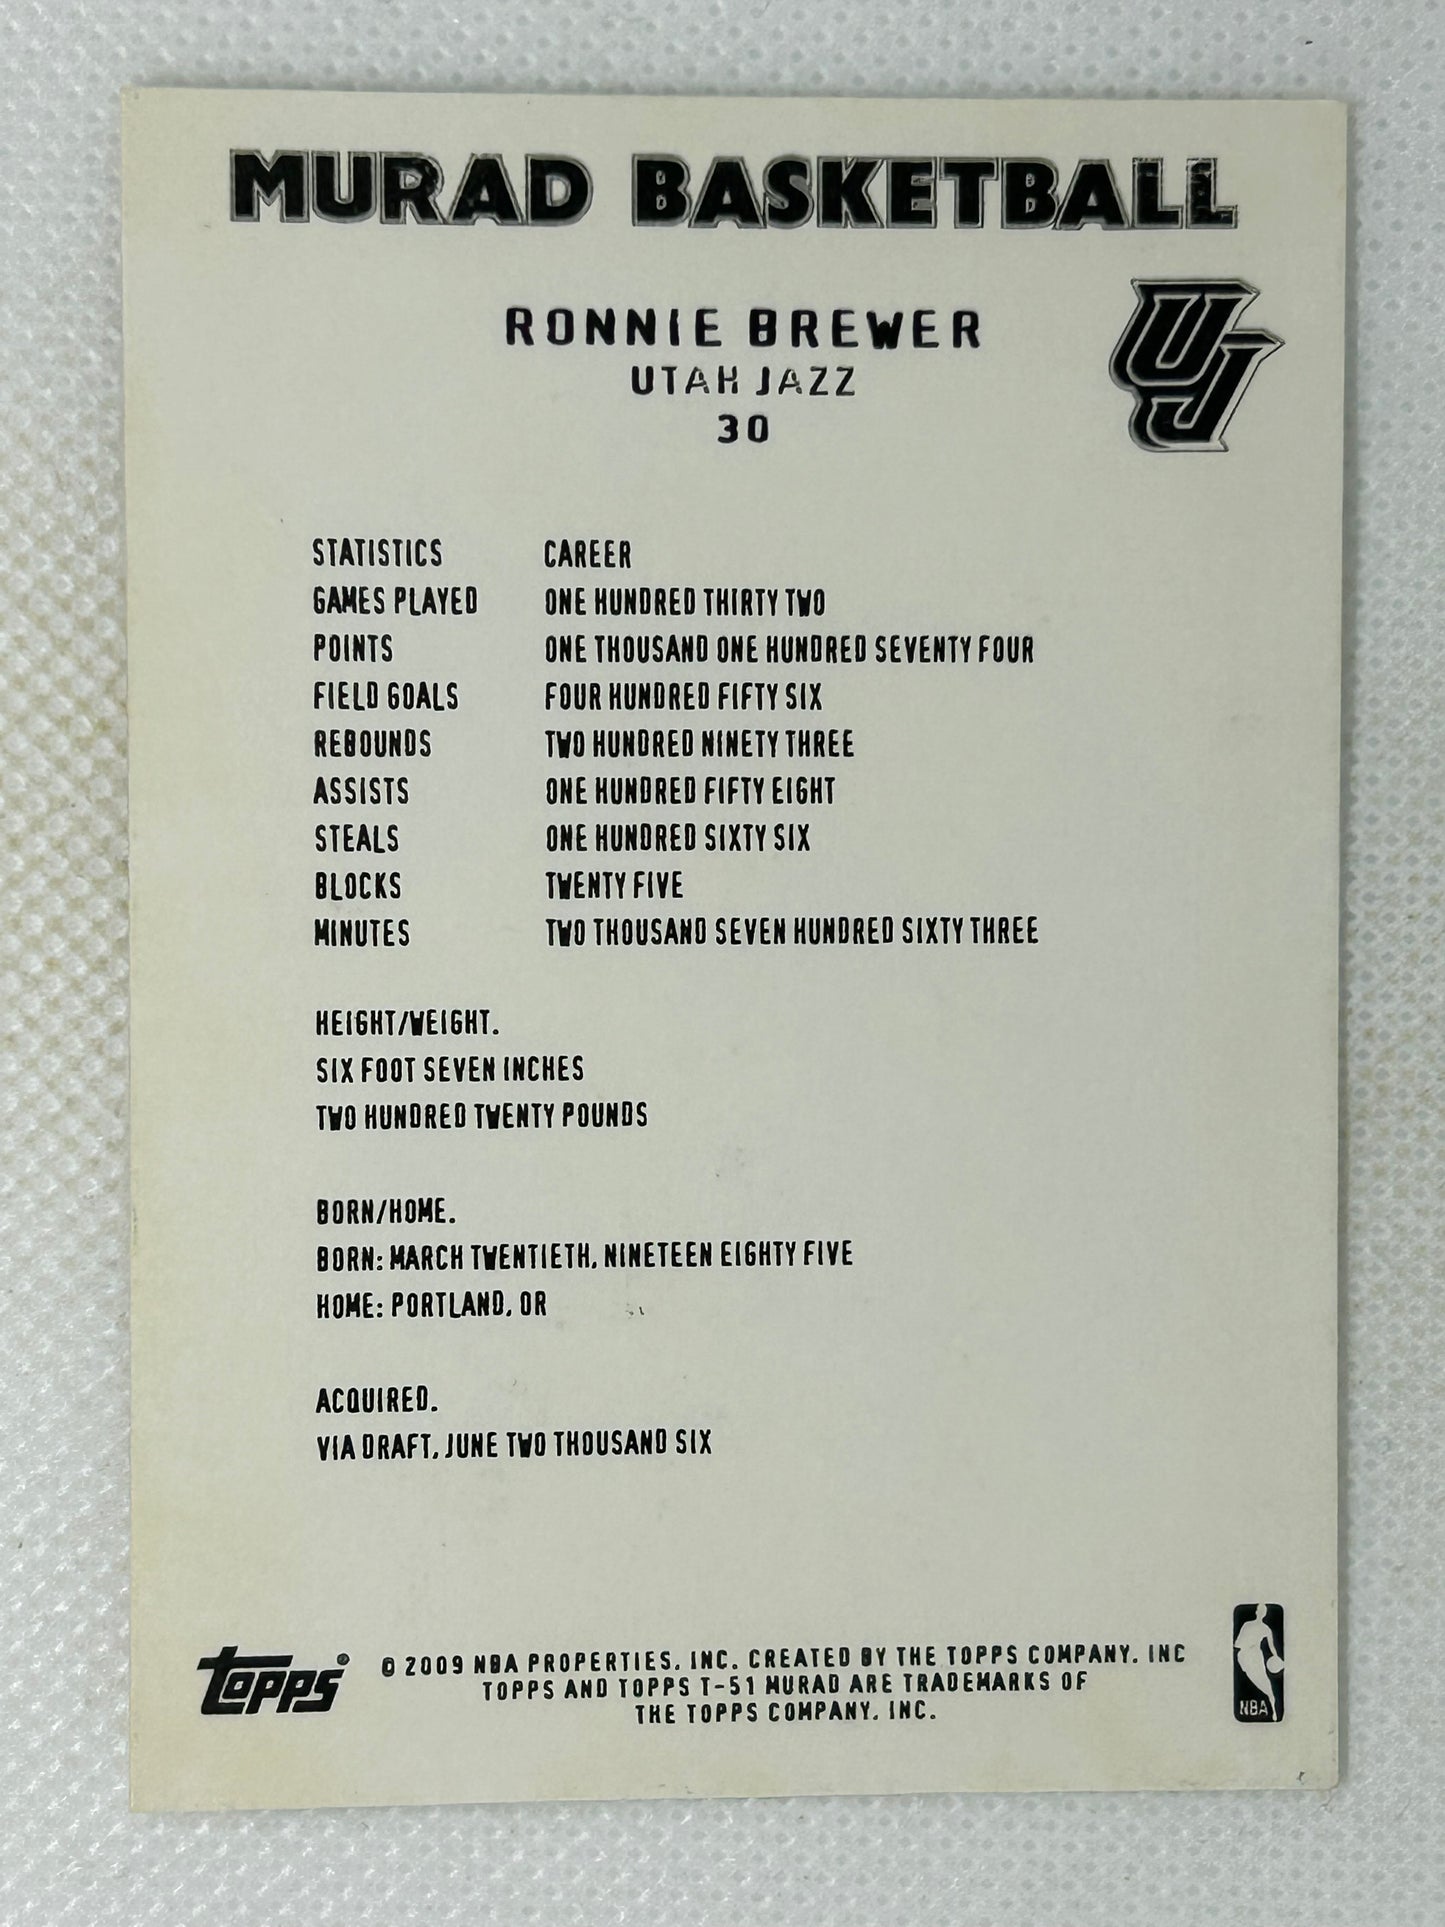 MURAD BASKETBALL
RONNIE BREWER
UTAH JAZZ
30
UJ
STATISTICS CAREER
GAMES PLAYED ONE HUNDRED THIRTY TWO
POINTS ONE THOUSAND ONE HUNDRED SEVENTY FOUR
FIELD GOALS FOUR HUNDRED FIFTY SIX
REBOUNDS TWO HUNDRED NINETY THREE
ASSISTS ONE HUNDRED FIFTY EIGHT
STEALS ONE HUNDRED SIXTY SIX
BLOCKS TWENTY FIVE
MINUTES TWO THOUSAND SEVEN HUNDRED SIXTY THREE
HEIGHT/WEIGHT.
SIX FOOT SEVEN INCHES
TWO HUNDRED TWENTY POUNDS
BORN/HOME.
BORN: MARCH TWENTIETH, NINETEEN EIGHTY FIVE
HOME: PORTLAND, OR
ACQUIRED.
VIA DRAFT, JUNE TWO THOUSAND SIX
topps®
© 2009 NBA PROPERTIES, INC. CREATED BY THE TOPPS COMPANY, INC
TOPPS AND TOPPS T-51 MURAD ARE TRADEMARKS OF
THE TOPPS COMPANY, INC.
NBA